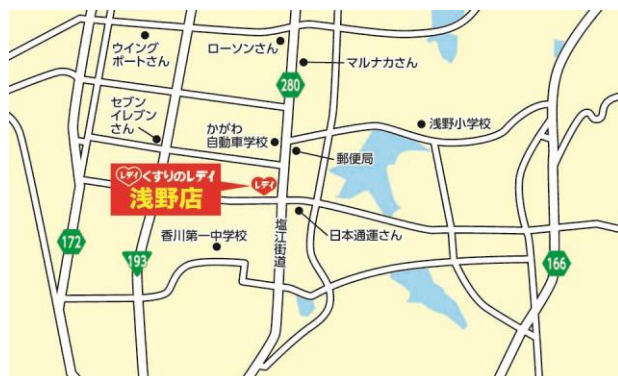 ウイング
ポートさん
ローソンさん
マルナカさん
280
セブン
イレブン
さん
かがわ
自動車学校
浅野小学校
郵便局
レデイ くすりのレデイ
浅野店
レデイ
172
193
香川第一中学校
塩江街道
日本通運さん
166